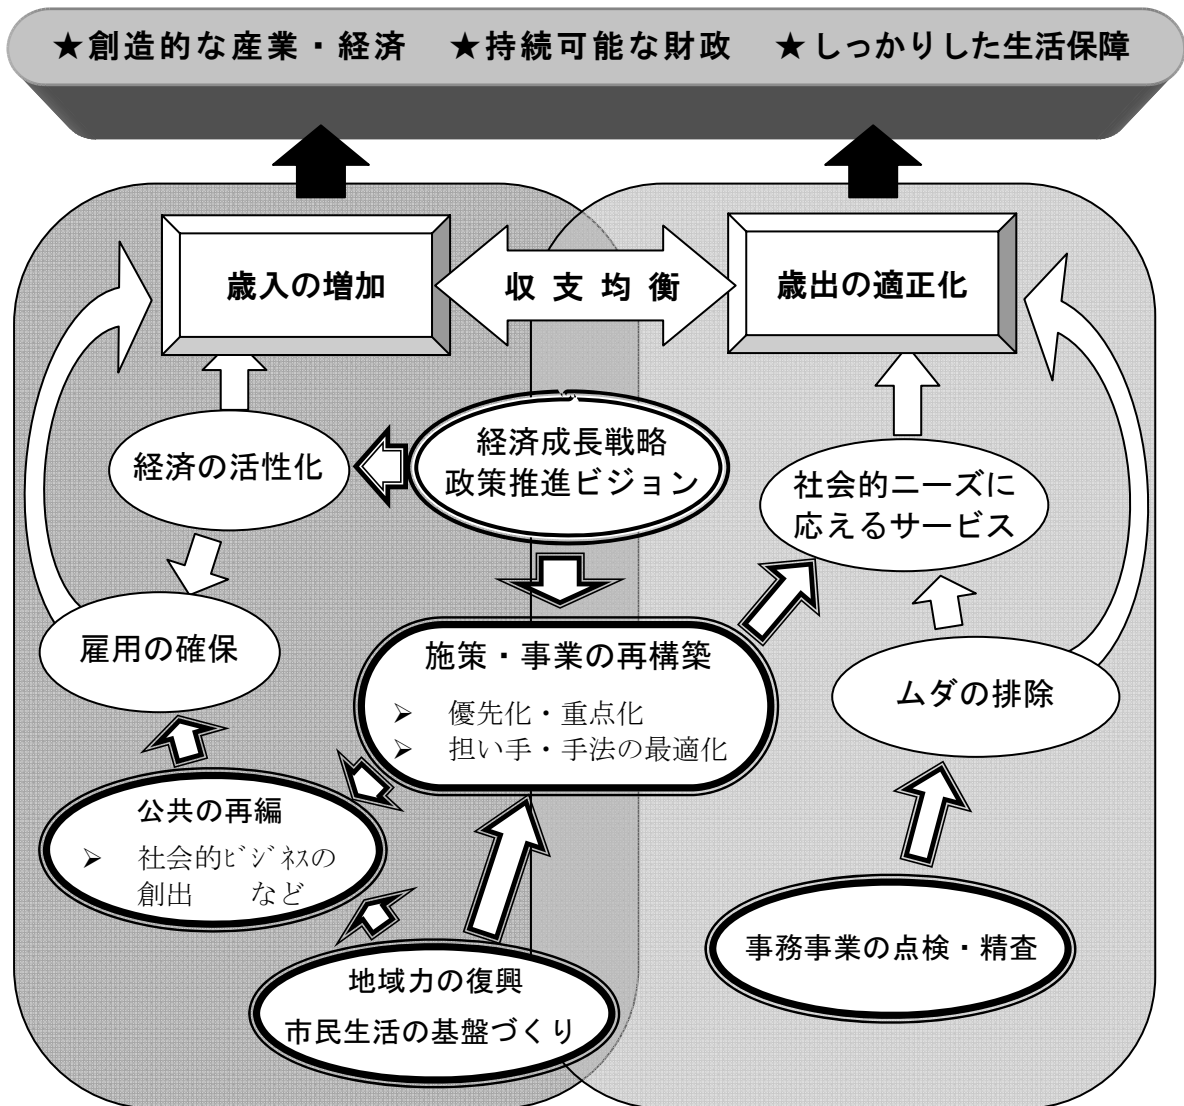 ★創造的な産業・経済　★持続可能な財政　★しっかりした生活保障
歳入の増加
収支均衡
歳出の適正化
経済成長戦略
政策推進ビジョン
経済の活性化
社会的ニーズに
応えるサービス
雇用の確保
施策・事業の再構築
➢ 優先化・重点化
➢ 担い手・手法の最適化
ムダの排除
公共の再編
➢ 社会的ﾋﾞｼﾞﾈｽの
創出　など
事務事業の点検・精査
地域力の復興
市民生活の基盤づくり